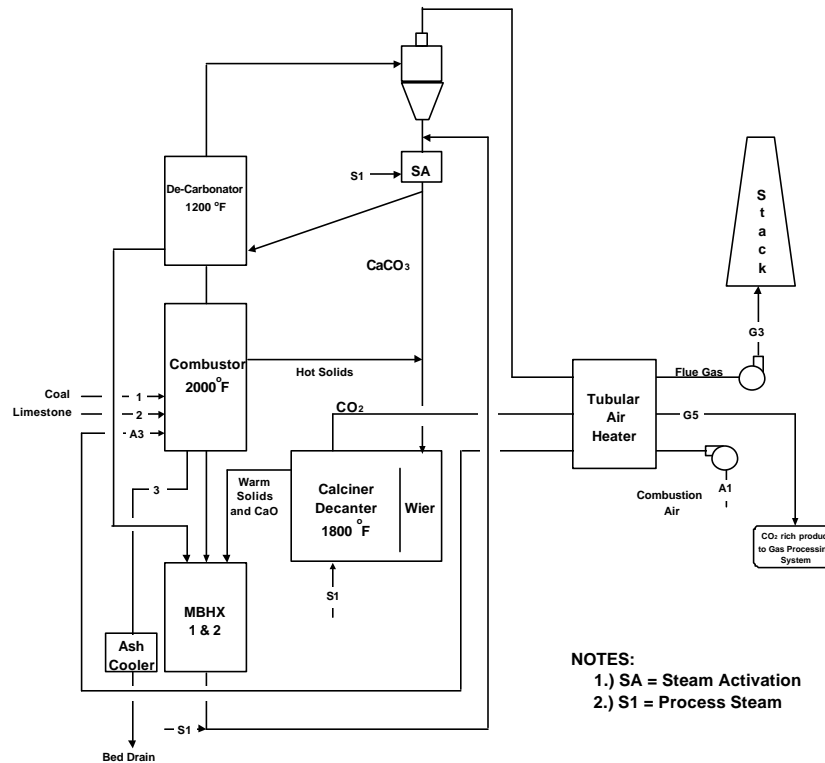 De-Carbonator
1200 °F
S1
SA
CaCO3
Stack
G3
Combustor
2000°F
Hot Solids
Coal
1
Limestone
2
A3
CO2
Tubular
Air
Heater
Flue Gas
G5
3
Warm
Solids
and CaO
Calciner
Decanter
1800 °F
Wier
Combustion
Air
A1
CO2 rich produc
to Gas Processin
System
S1
MBHX
1 & 2
Ash
Cooler
S1
Bed Drain
NOTES:
1.) SA = Steam Activation
2.) S1 = Process Steam